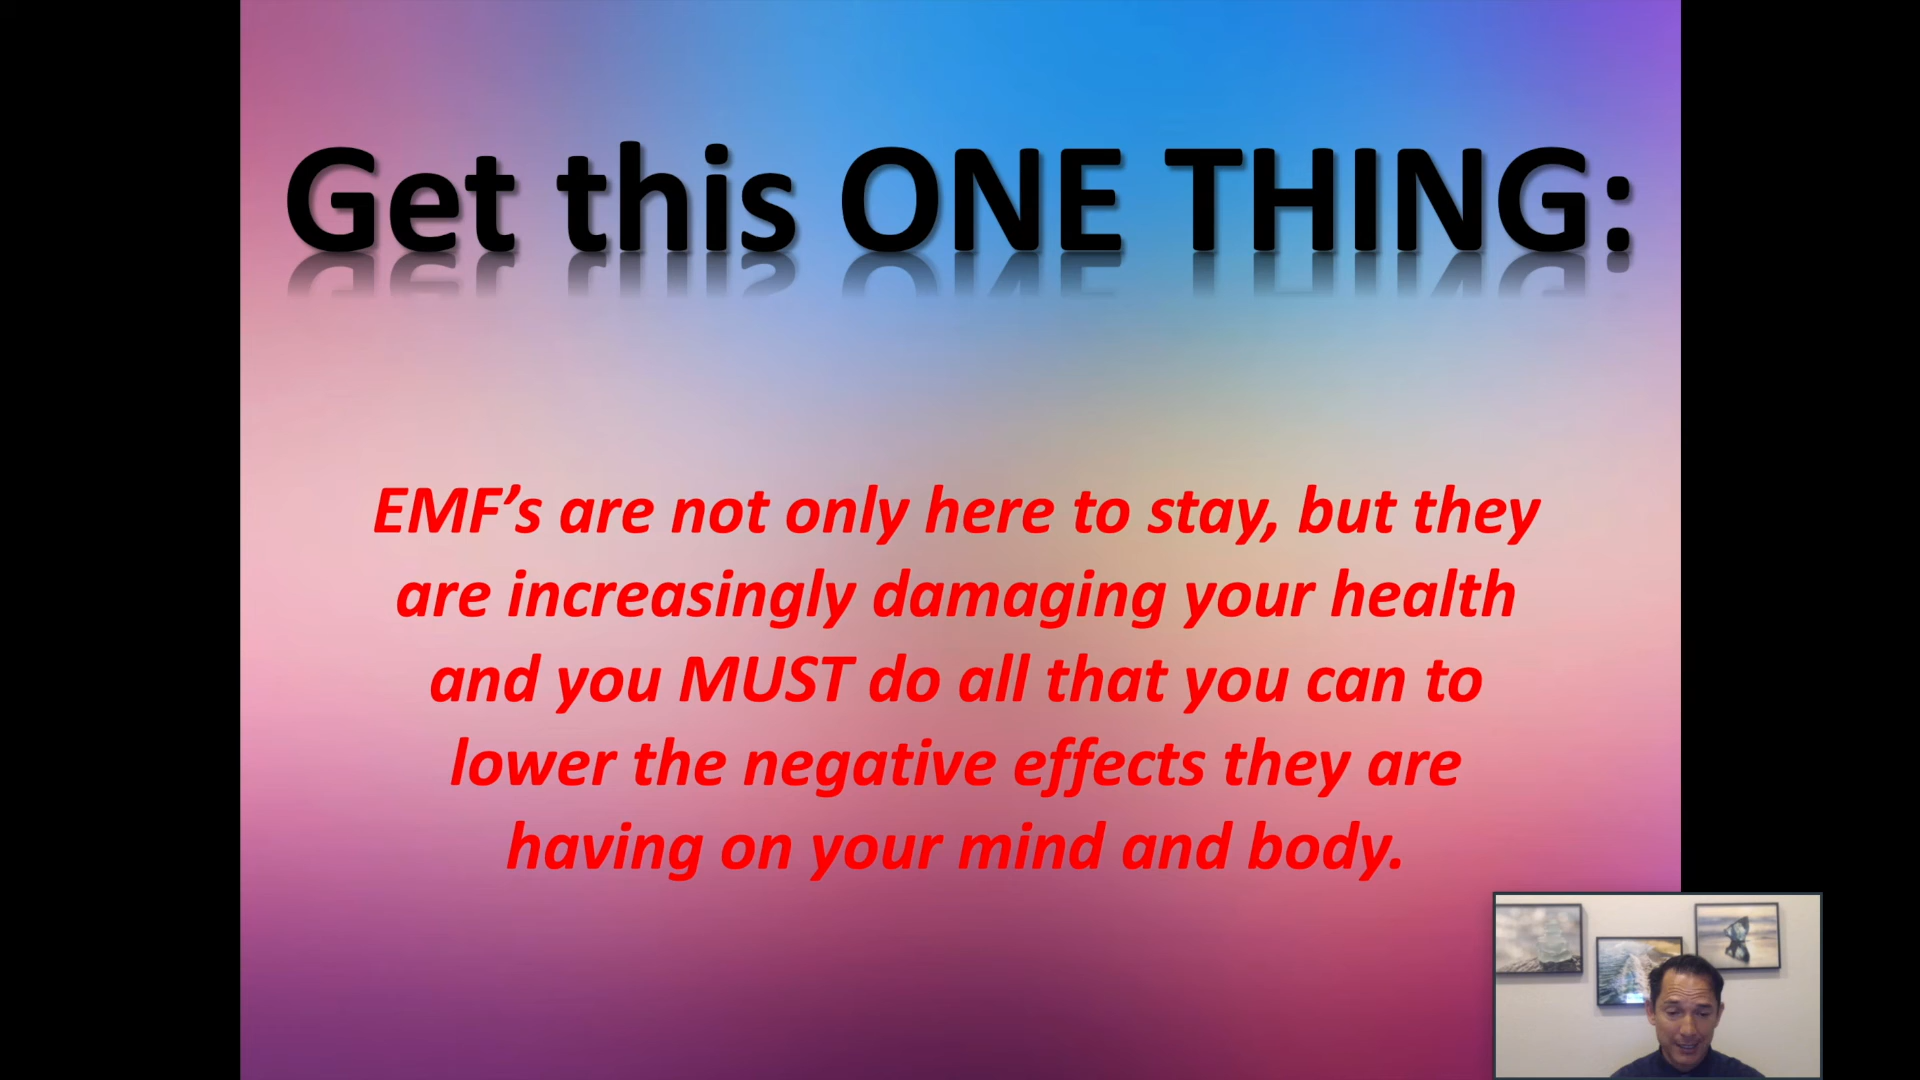 Get this ONE THING:
EMF’s are not only here to stay, but they
are increasingly damaging your health
and you MUST do all that you can to
lower the negative effects they are
having on your mind and body.